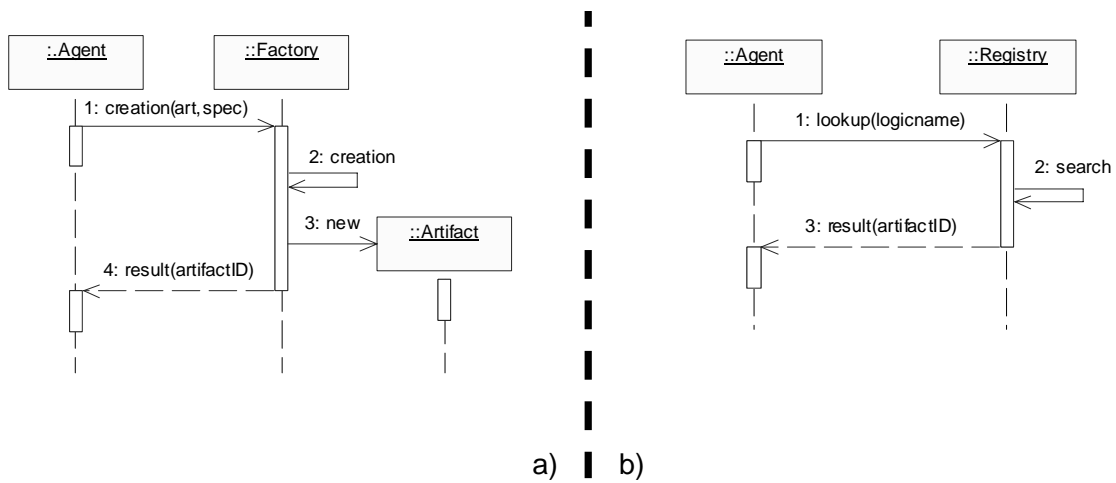 :.Agent
::Factory
1: creation(art,spec)
2: creation
3: new
::Artifact
4: result(artifactID)
a)
::Agent
::Registry
1: lookup(logicname)
2: search
3: result(artifactID)
b)